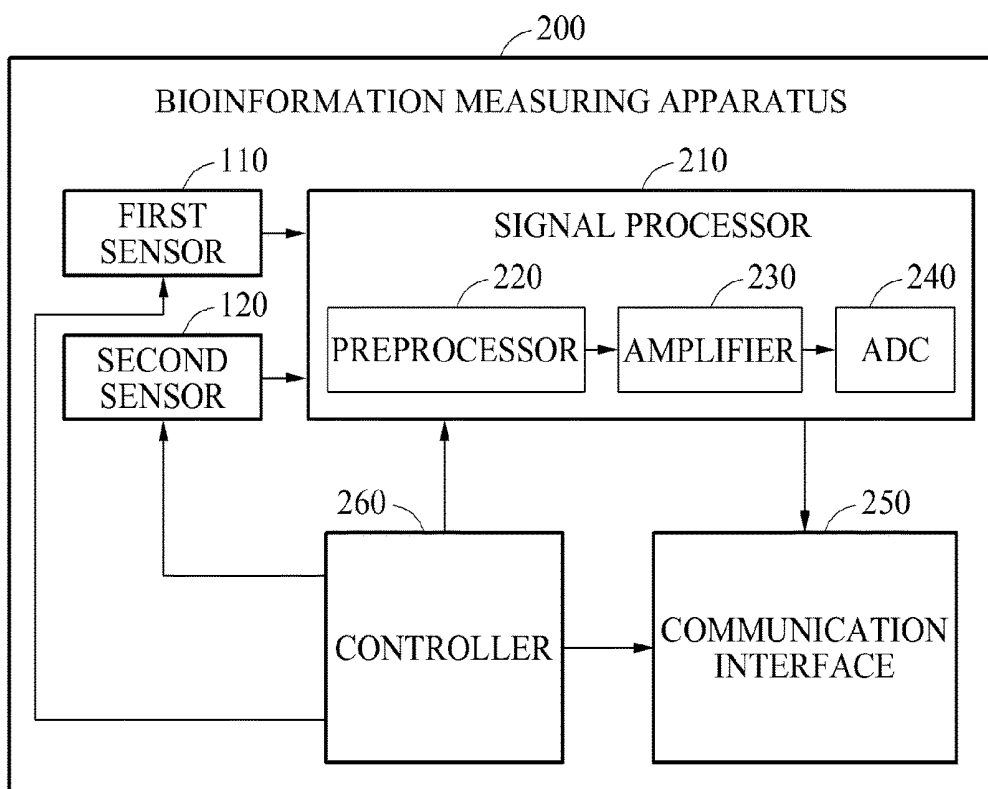 200
BIOINFORMATION MEASURING APPARATUS
110
210
FIRST
SENSOR
SIGNAL PROCESSOR
120
220
230
240
SECOND
SENSOR
PREPROCESSOR
AMPLIFIER
ADC
260
250
CONTROLLER
COMMUNICATION
INTERFACE